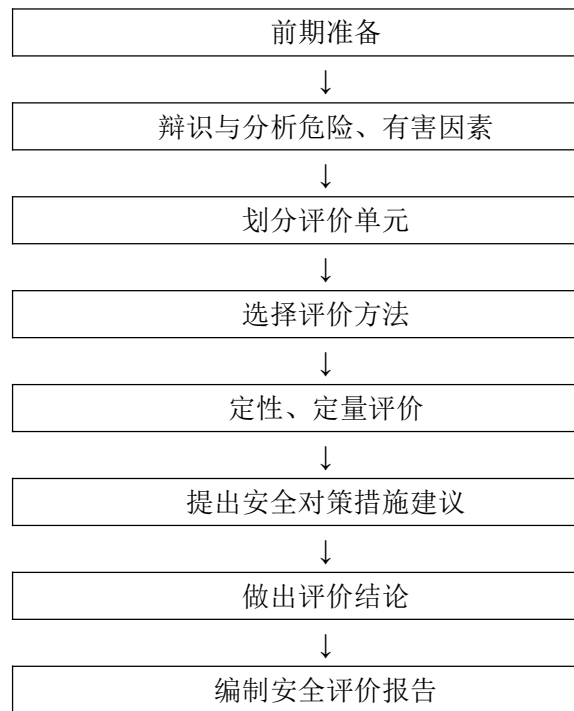 前期准备
↓
辩识与分析危险、有害因素
↓
划分评价单元
↓
选择评价方法
↓
定性、定量评价
↓
提出安全对策措施建议
↓
做出评价结论
↓
编制安全评价报告